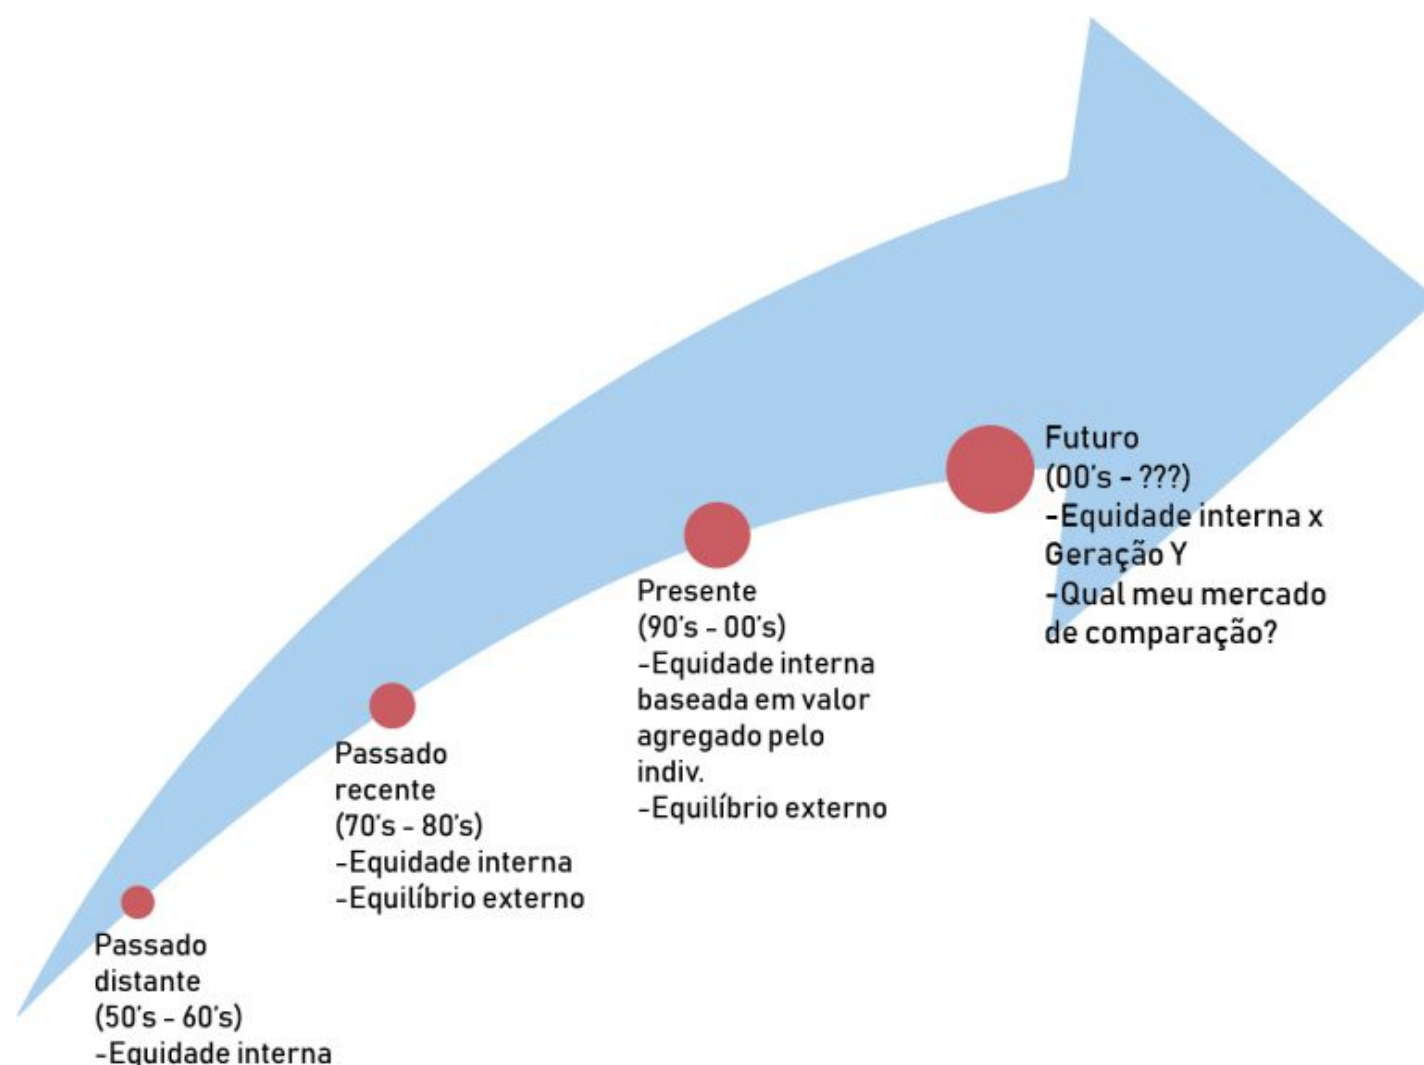 Passado
distante
(50's - 60's)
-Equidade interna
Passado
recente
(70's - 80's)
-Equidade interna
-Equilíbrio externo
Presente
(90's - 00's)
-Equidade interna
baseada em valor
agregado pelo
indiv.
-Equilíbrio externo
Futuro
(00's - ???)
-Equidade interna x
Geração Y
-Qual meu mercado
de comparação?